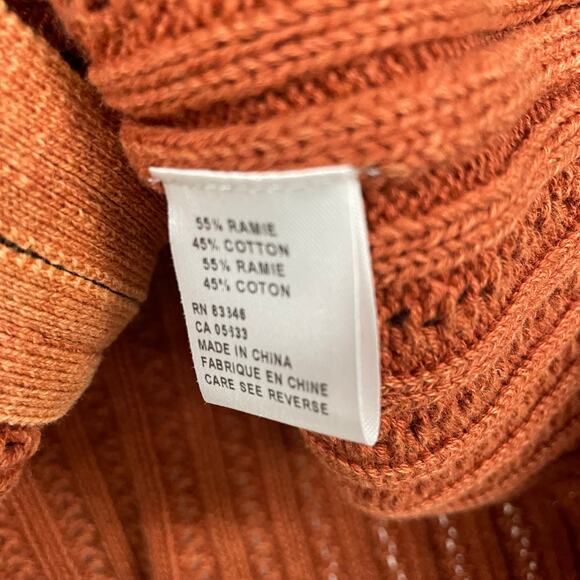 55% RAMIE
45% COTTON
55% RAMIE
45% COTON
RN 83346
CA 05633
MADE IN CHINA
FABRIQUE EN CHINE
CARE SEE REVERSE